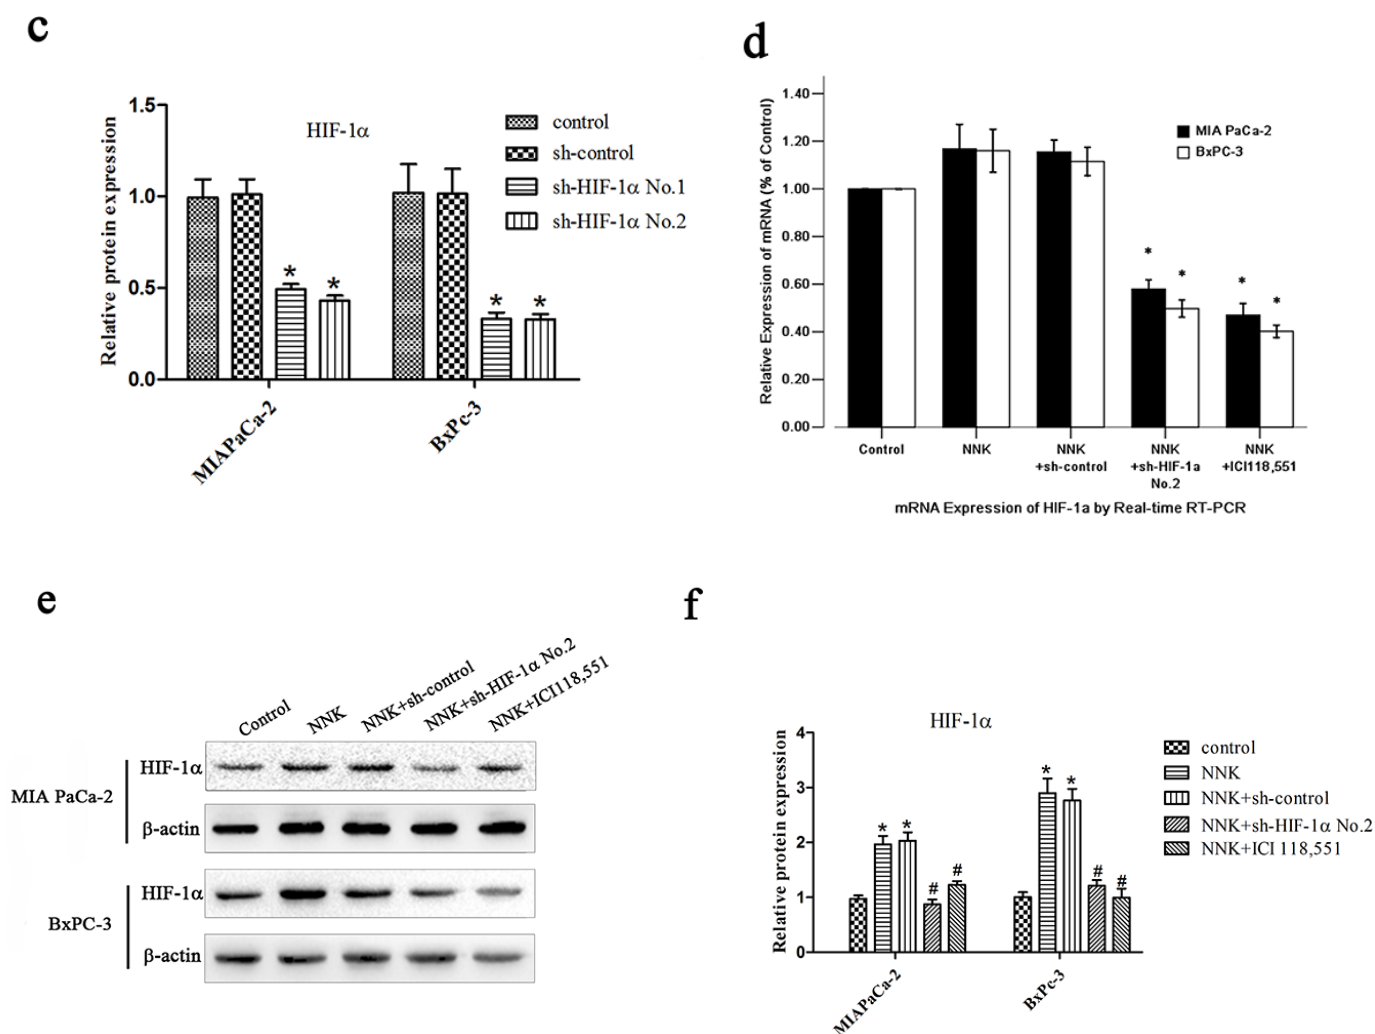 c
HIF-1α
Relative protein expression
1.5
1.0
0.5
0.0
* * * *
MIAPaCa-2
BxPc-3
control
sh-control
sh-HIF-1α No.1
sh-HIF-1α No.2
d
Relative Expression of mRNA (% of Control)
1.40
1.20
1.00
0.80
0.60
0.40
0.20
0.00
MIA PaCa-2
BxPC-3
* * * *
Control
NNK
NNK
+sh-control
NNK
+sh-HIF-1a
No.2
NNK
+ICI118,551
mRNA Expression of HIF-1a by Real-time RT-PCR
e
Control
NNK
NNK+sh-control
NNK+sh-HIF-1α No.2
NNK+ICI118,551
MIA PaCa-2
HIF-1α
β-actin
BxPC-3
HIF-1α
β-actin
f
HIF-1α
Relative protein expression
4
3
2
1
0
* * # # * * # #
MIAPaCa-2
BxPc-3
control
NNK
NNK+sh-control
NNK+sh-HIF-1α No.2
NNK+ICI 118,551